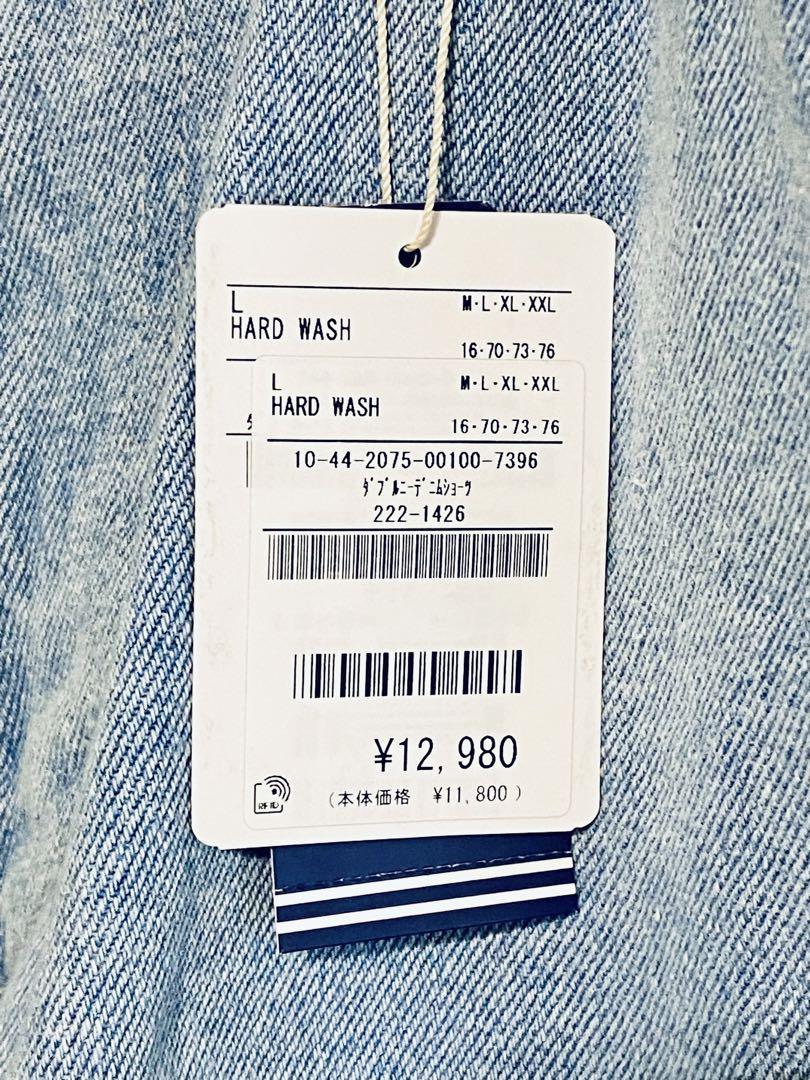 L M·L·XL·XXL
HARD WASH
16·70·73·76
L M·L·XL·XXL
HARD WASH
16·70·73·76
10-44-2075-00100-7396
ﾀﾞﾌﾞﾙﾆｰﾃﾞﾆﾑｼｮｰﾂ
222-1426
¥12,980
RFID
(本体価格 ¥11,800)